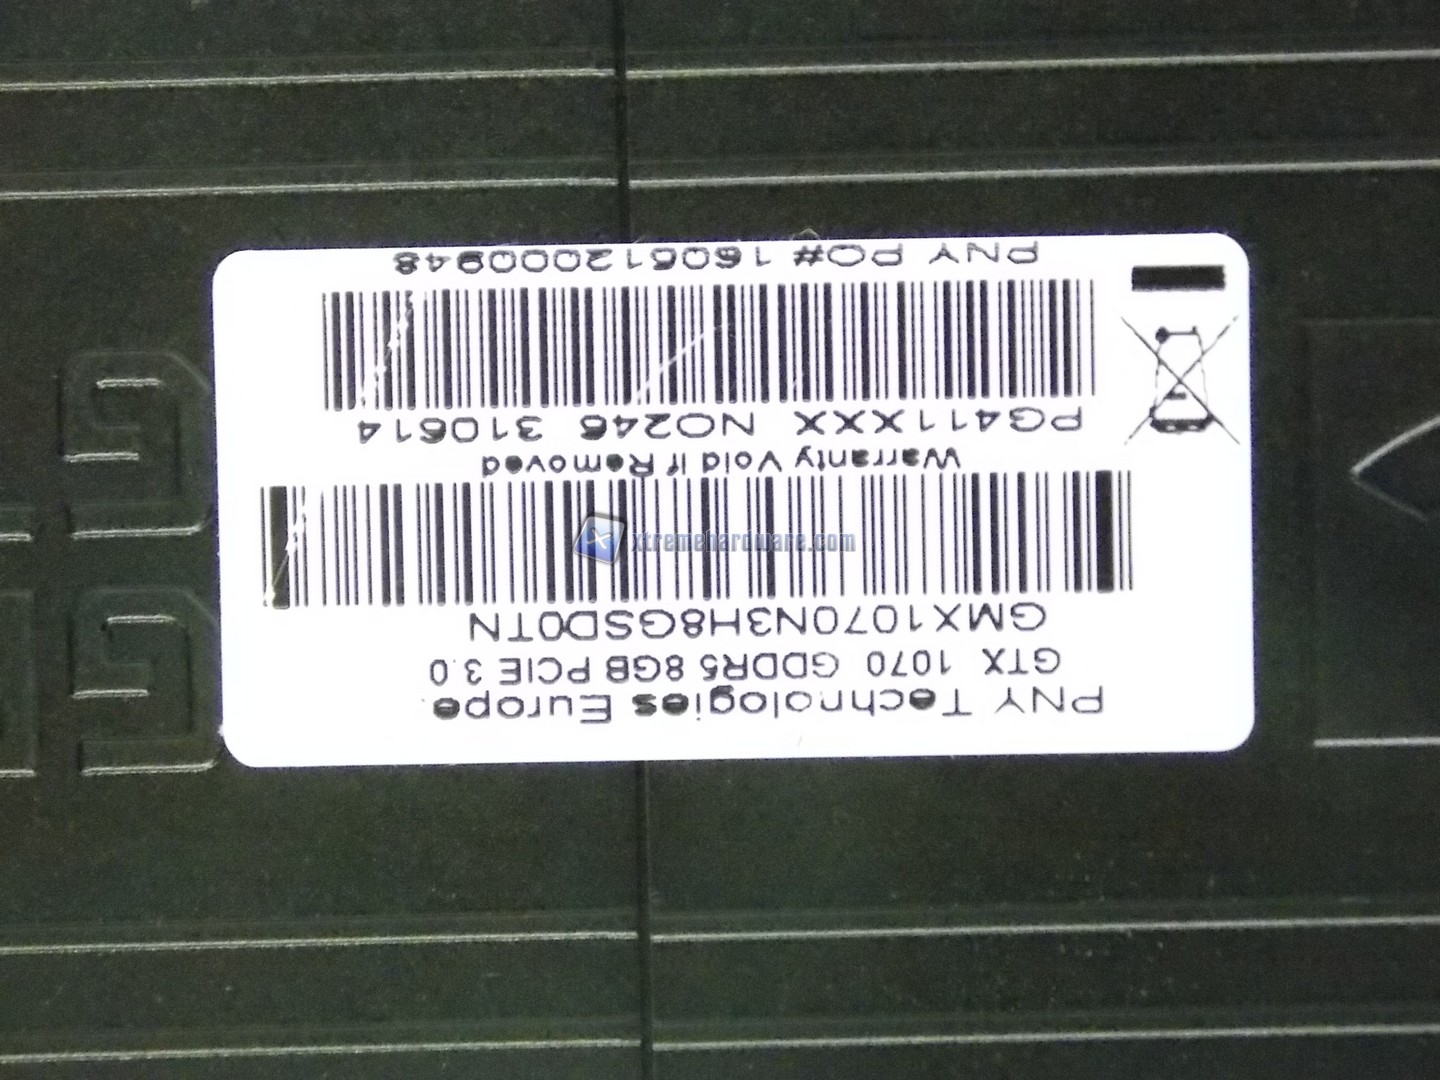 PNY Technologies Europe.
GTX 1070 GDDR5 8GB PCIE 3.0
GMX1070N3H8GSD0TN
Warranty Void If Removed
PG411XXX NO246 310614
PNY PO# 160512000948
xtremehardware.com